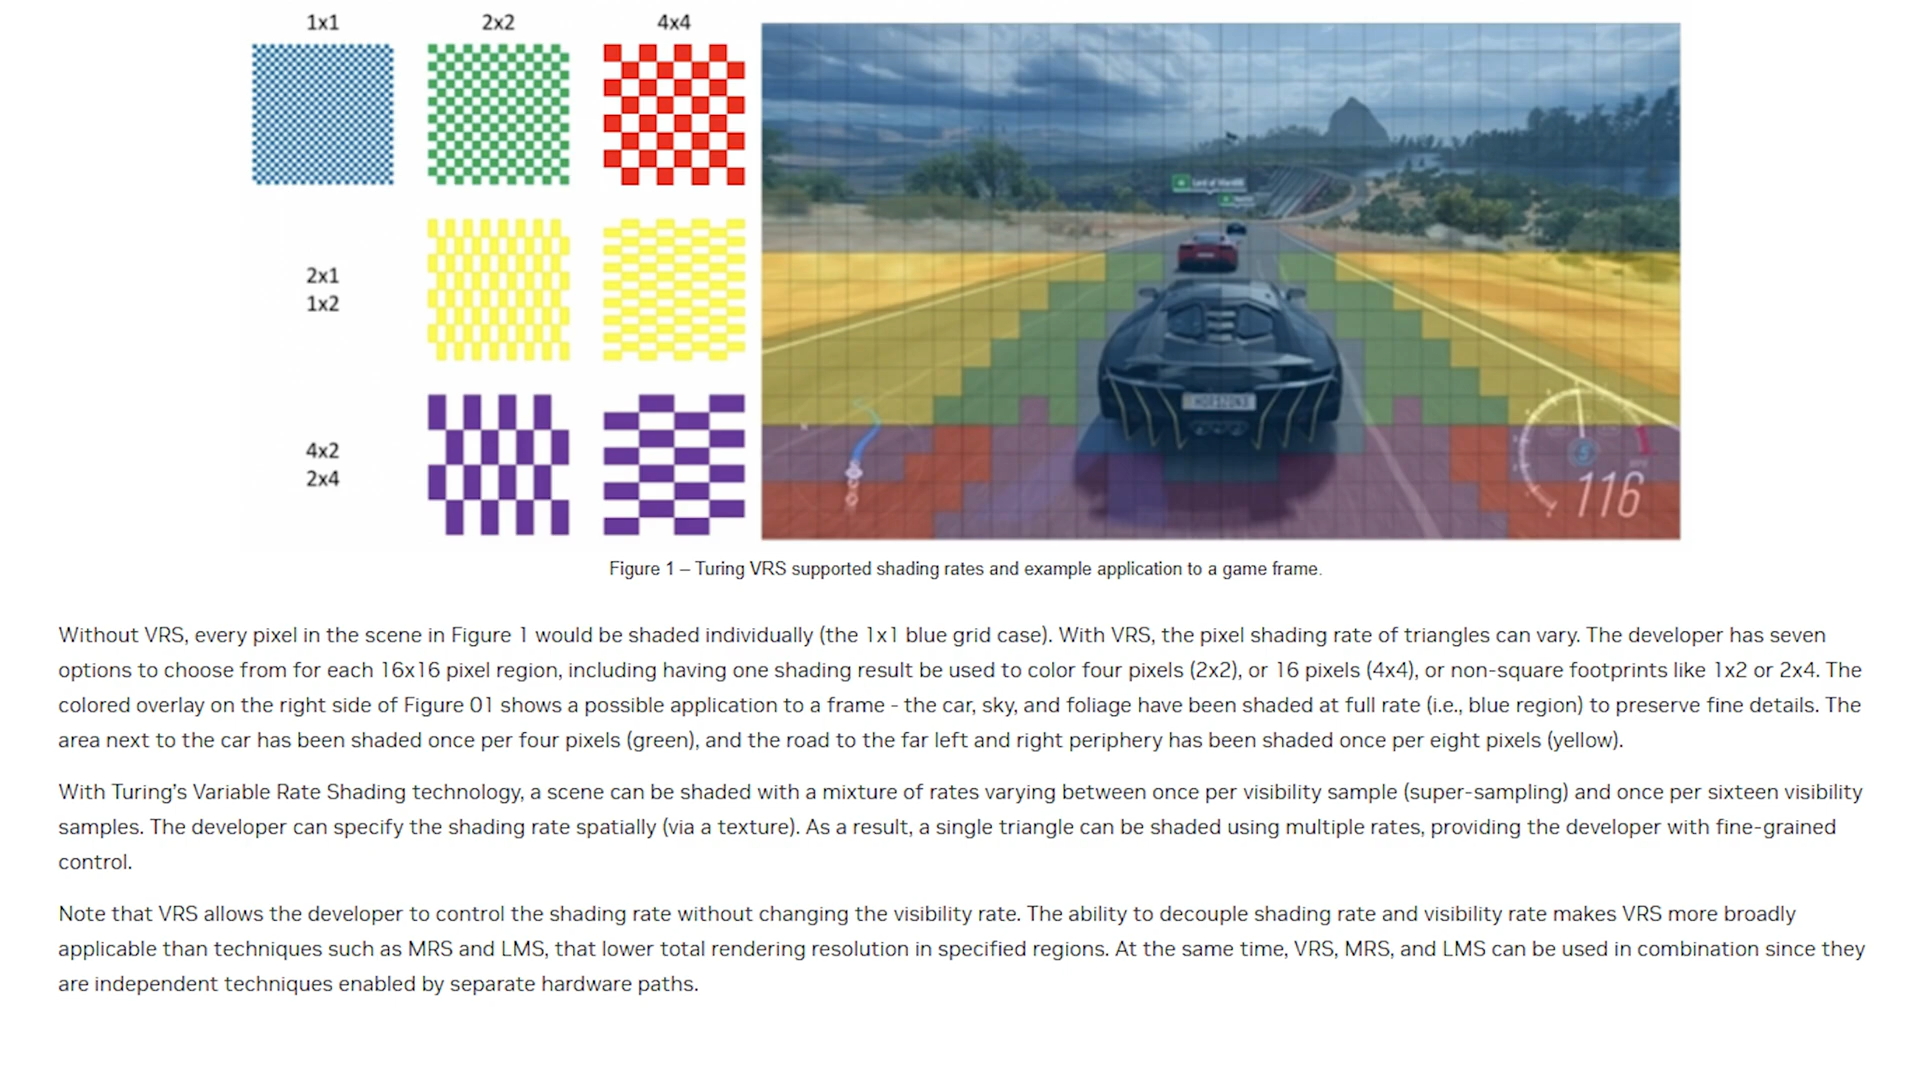 1x1 2x2 4x4
2x1
1x2
4x2
2x4
HORIZON3
5
116
Figure 1 – Turing VRS supported shading rates and example application to a game frame.
Without VRS, every pixel in the scene in Figure 1 would be shaded individually (the 1x1 blue grid case). With VRS, the pixel shading rate of triangles can vary. The developer has seven
options to choose from for each 16x16 pixel region, including having one shading result be used to color four pixels (2x2), or 16 pixels (4x4), or non-square footprints like 1x2 or 2x4. The
colored overlay on the right side of Figure 01 shows a possible application to a frame - the car, sky, and foliage have been shaded at full rate (i.e., blue region) to preserve fine details. The
area next to the car has been shaded once per four pixels (green), and the road to the far left and right periphery has been shaded once per eight pixels (yellow).
With Turing’s Variable Rate Shading technology, a scene can be shaded with a mixture of rates varying between once per visibility sample (super-sampling) and once per sixteen visibility
samples. The developer can specify the shading rate spatially (via a texture). As a result, a single triangle can be shaded using multiple rates, providing the developer with fine-grained
control.
Note that VRS allows the developer to control the shading rate without changing the visibility rate. The ability to decouple shading rate and visibility rate makes VRS more broadly
applicable than techniques such as MRS and LMS, that lower total rendering resolution in specified regions. At the same time, VRS, MRS, and LMS can be used in combination since they
are independent techniques enabled by separate hardware paths.